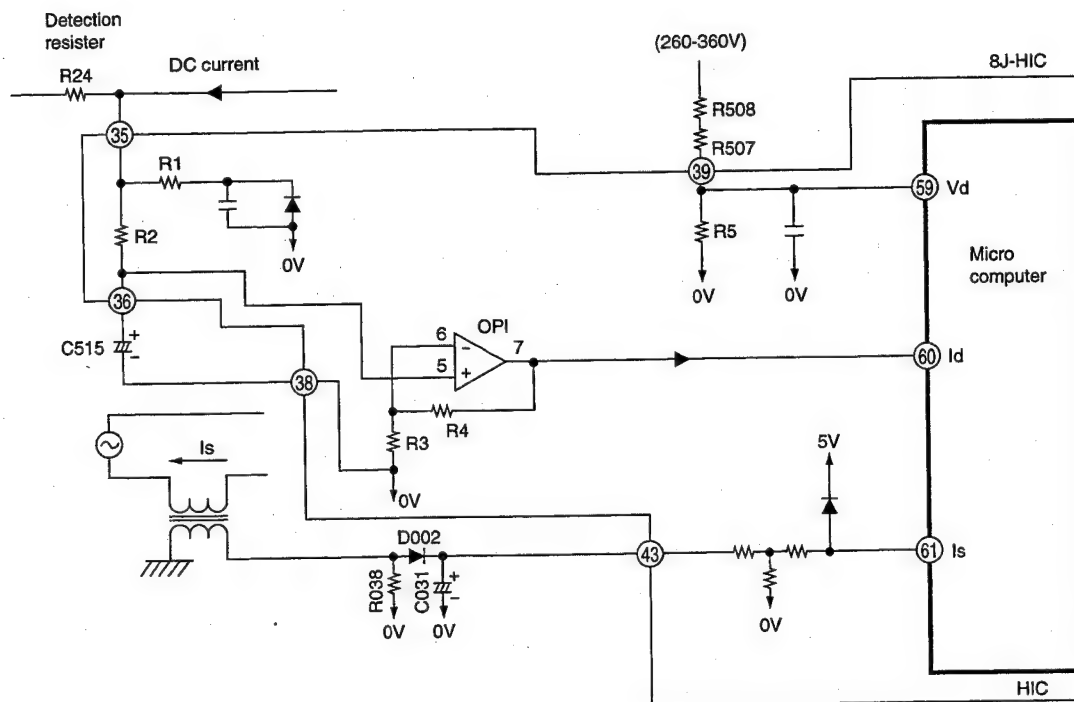 Detection
resister
R24
DC current
(260-360V)
8J-HIC
R508
R507
35
39
R1
59
Vd
R2
0V
R5
Micro
computer
0V
0V
36
OPI
6
7
C515
+
-
-
5
+
60
Id
38
R4
R3
Is
5V
0V
D002
43
61
Is
R038
C031
+
-
0V
0V
0V
HIC